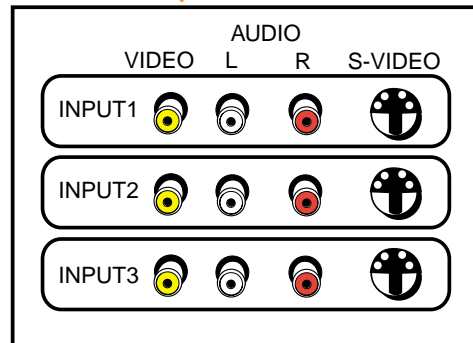 AUDIO
VIDEO L R S-VIDEO
INPUT1
INPUT2
INPUT3